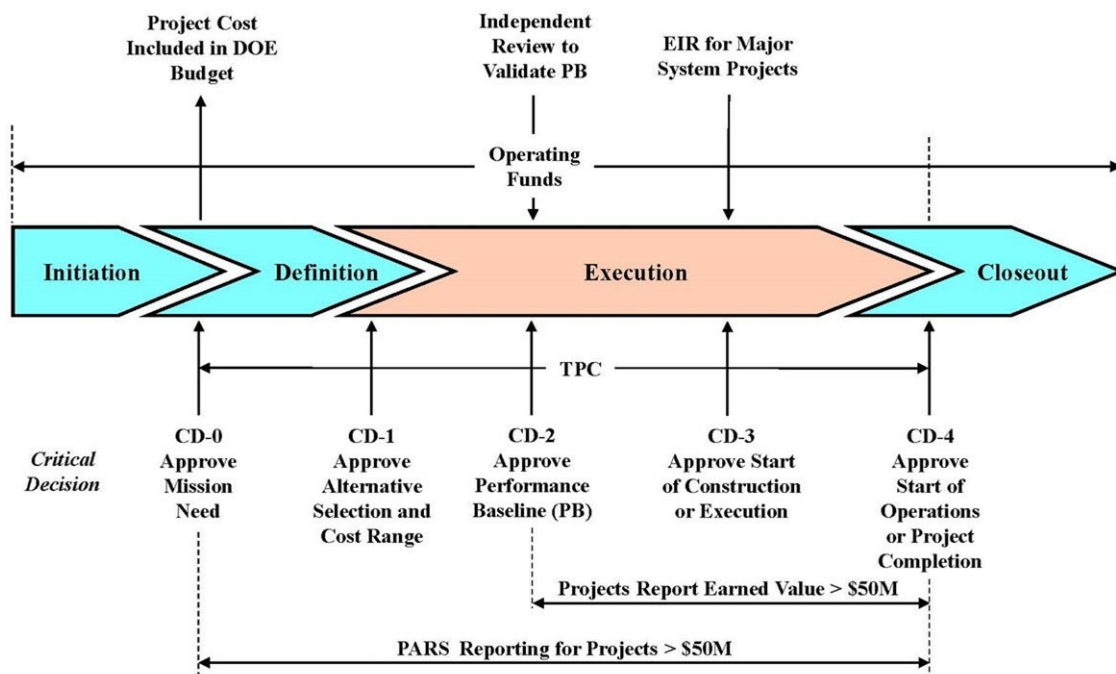 Project Cost
Included in DOE
Budget
Independent
Review to
Validate PB
EIR for Major
System Projects
Operating
Funds
Initiation
Definition
Execution
Closeout
TPC
Critical
Decision
CD-0
Approve
Mission
Need
CD-1
Approve
Alternative
Selection and
Cost Range
CD-2
Approve
Performance
Baseline (PB)
CD-3
Approve Start
of Construction
or Execution
CD-4
Approve
Start of
Operations
or Project
Completion
Projects Report Earned Value > $50M
PARS Reporting for Projects > $50M